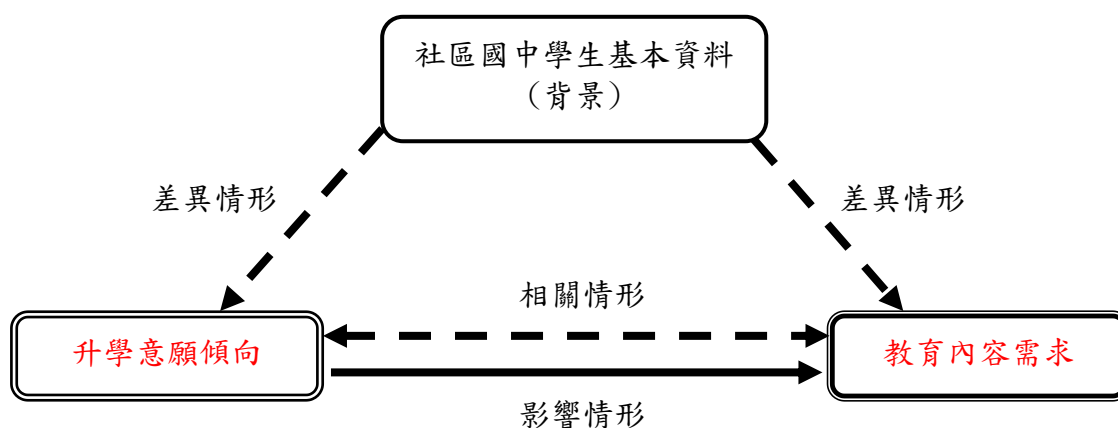 社區國中學生基本資料
（背景）
差異情形
差異情形
相關情形
升學意願傾向
教育內容需求
影響情形